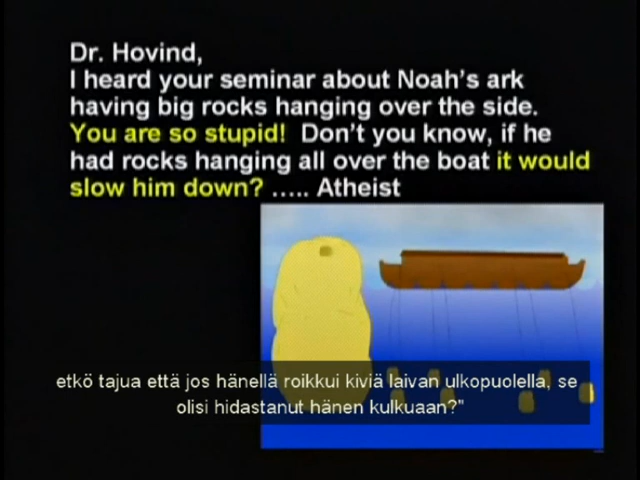 Dr. Hovind,
I heard your seminar about Noah's ark
having big rocks hanging over the side.
You are so stupid!  Don't you know, if he
had rocks hanging all over the boat it would
slow him down? ..... Atheist
etkö tajua että jos hänellä roikkui kiviä laivan ulkopuolella, se
olisi hidastanut hänen kulkuaan?"